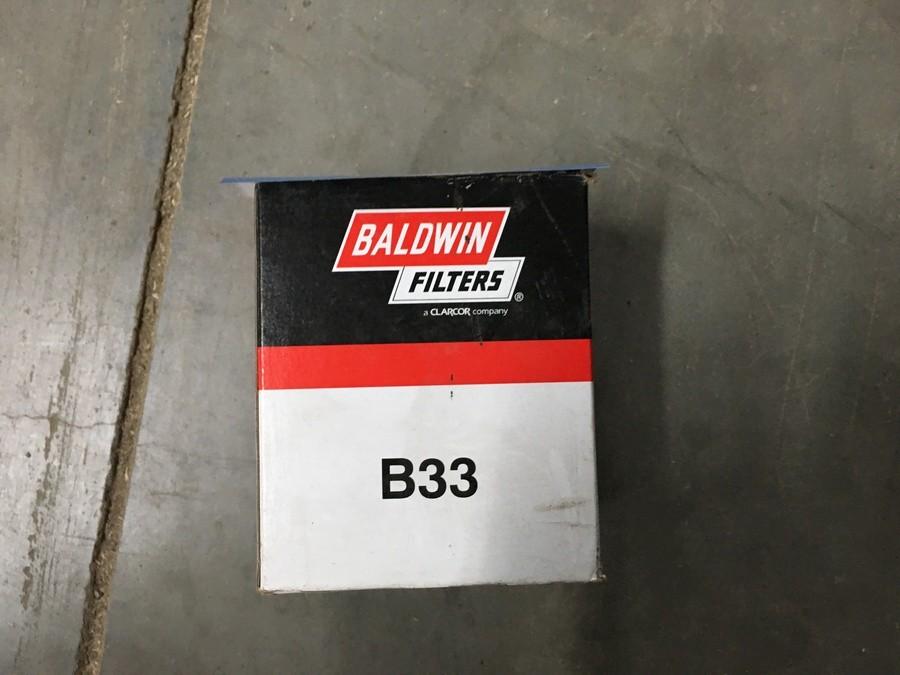 BALDWIN
FILTERS®
a CLARCOR company
B33